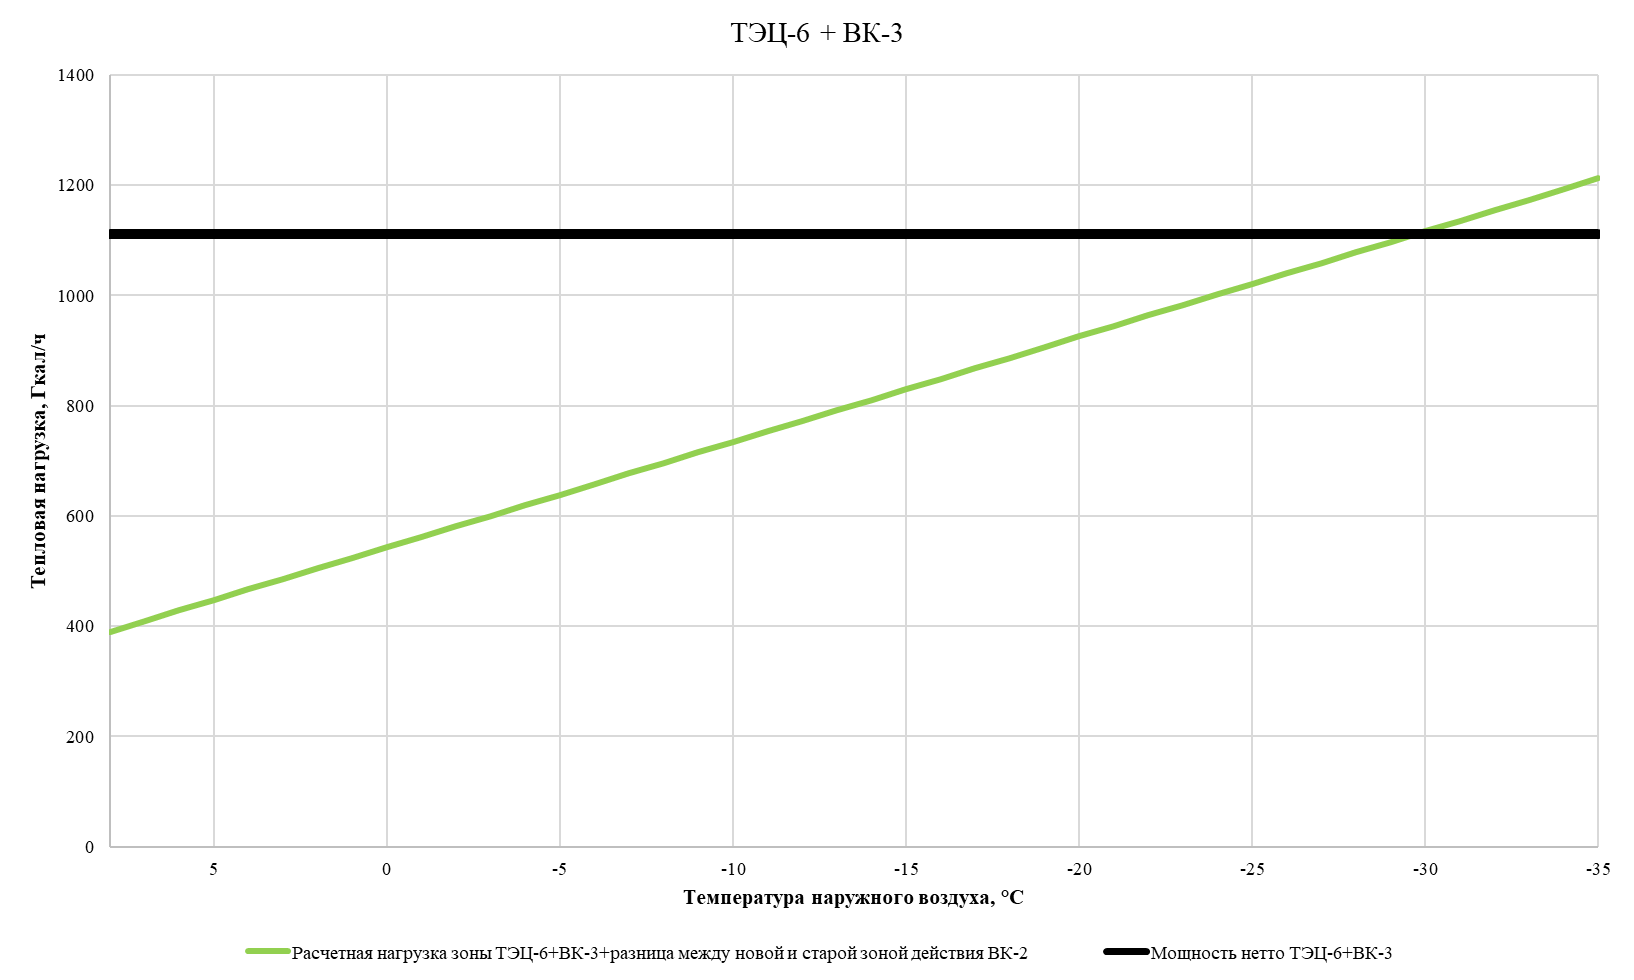 ТЭЦ-6 + ВК-3
1400
1200
1000
800
600
400
200
0
Тепловая нагрузка, Гкал/ч
5 0 -5 -10 -15 -20 -25 -30 -35
Температура наружного воздуха, °С
Расчетная нагрузка зоны ТЭЦ-6+ВК-3+разница между новой и старой зоной действия ВК-2
Мощность нетто ТЭЦ-6+ВК-3